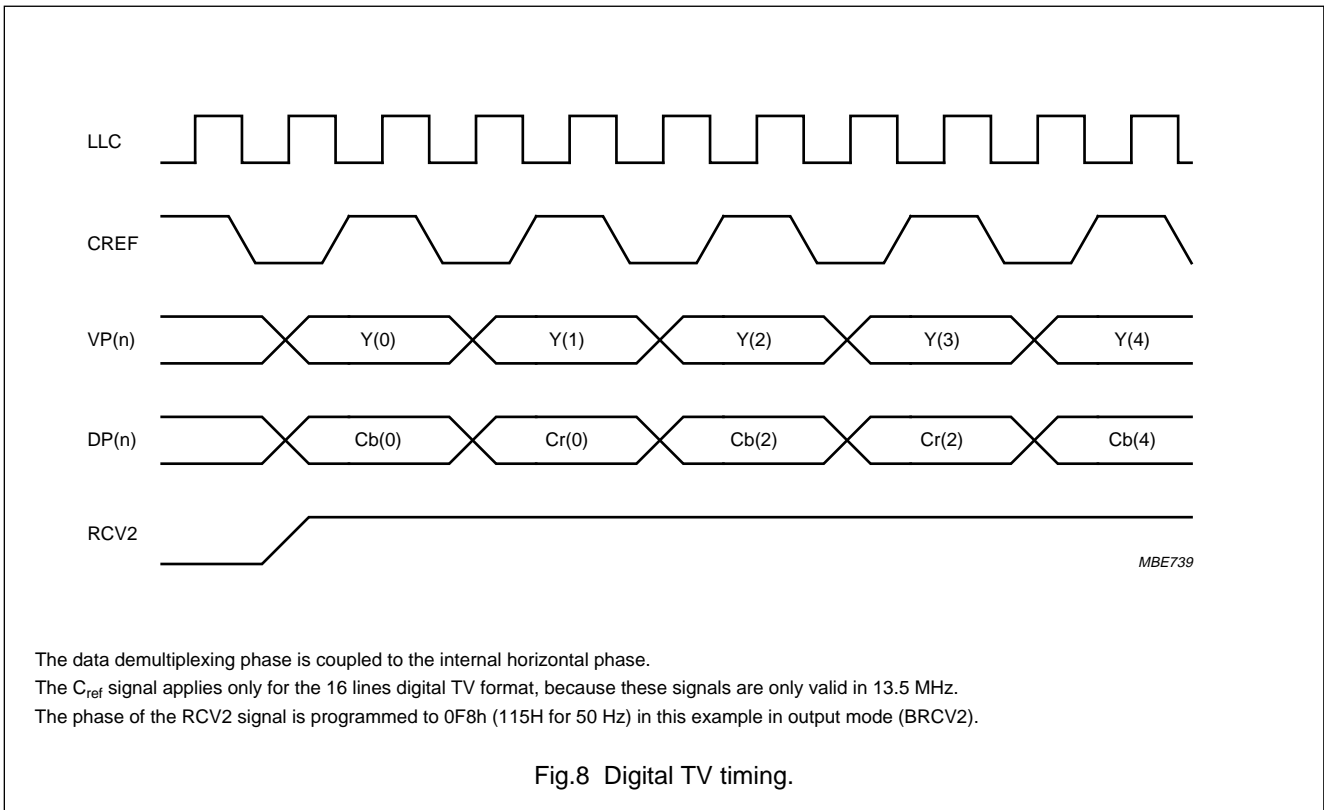 LLC
CREF
VP(n) Y(0) Y(1) Y(2) Y(3) Y(4)
DP(n) Cb(0) Cr(0) Cb(2) Cr(2) Cb(4)
RCV2
MBE739
The data demultiplexing phase is coupled to the internal horizontal phase.
The Cref signal applies only for the 16 lines digital TV format, because these signals are only valid in 13.5 MHz.
The phase of the RCV2 signal is programmed to 0F8h (115H for 50 Hz) in this example in output mode (BRCV2).
Fig.8 Digital TV timing.